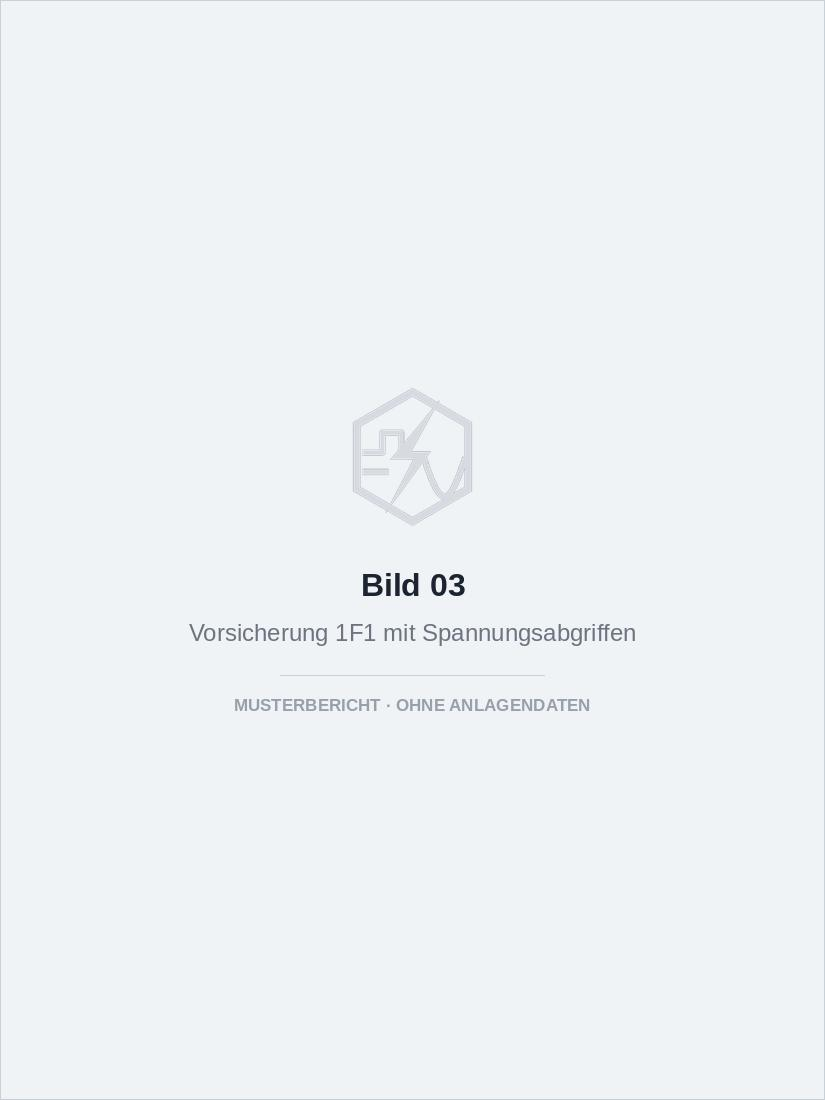 Bild 03
Vorsicherung 1F1 mit Spannungsabgriffen
MUSTERBERICHT · OHNE ANLAGENDATEN